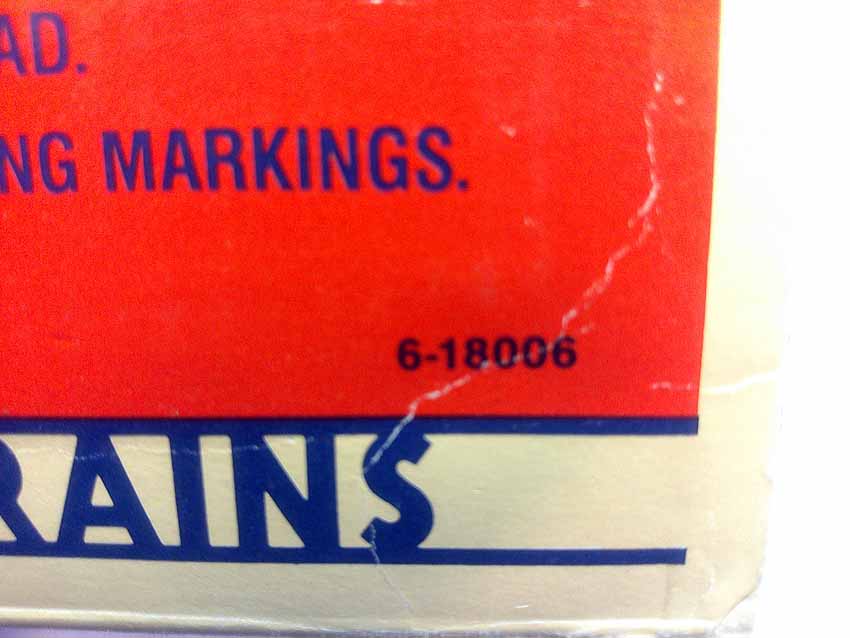 AD.
NG MARKINGS.
6-18006
RAINS